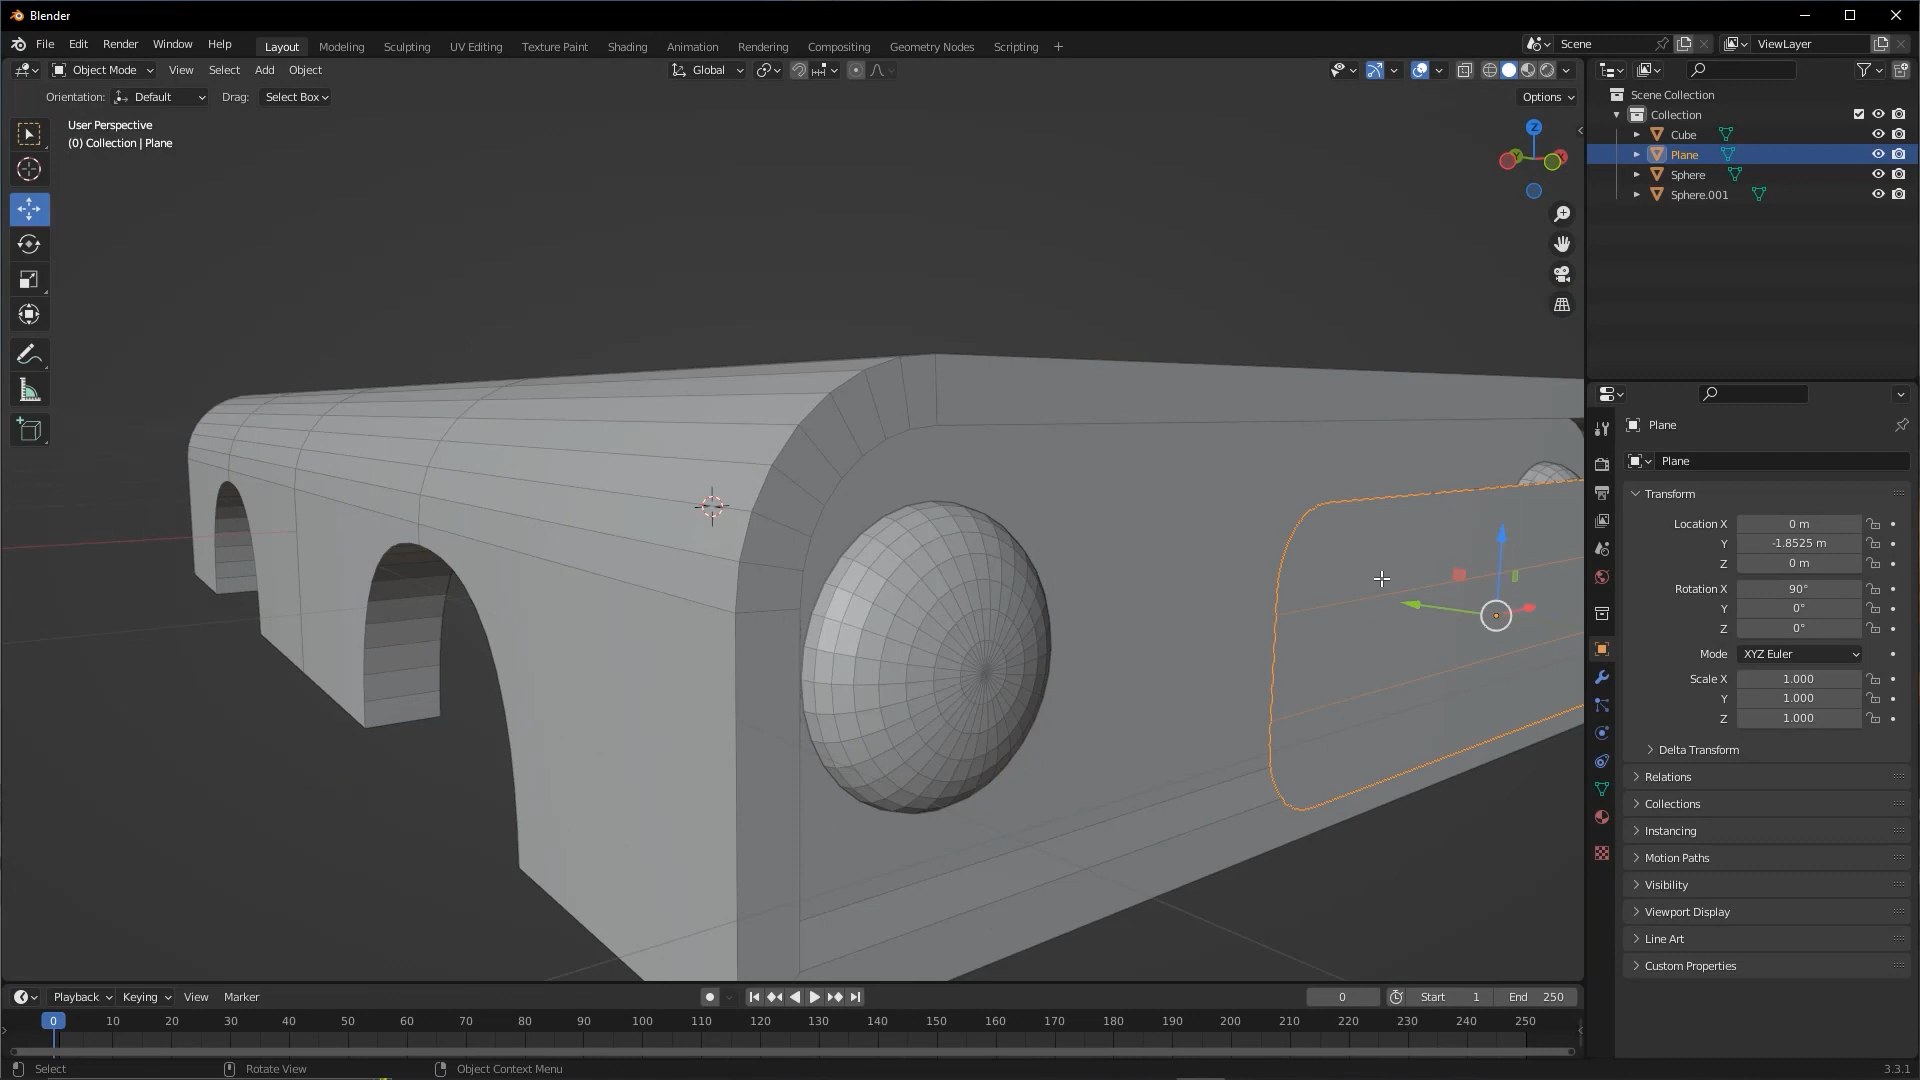 Blender
File Edit Render Window Help Layout Modeling Sculpting UV Editing Texture Paint Shading Animation Rendering Compositing Geometry Nodes Scripting + Scene ViewLayer
Object Mode View Select Add Object Global
Orientation: Default Drag: Select Box Options
User Perspective
(0) Collection | Plane
Z
Y
X
Scene Collection
Collection
Cube
Plane
Sphere
Sphere.001
Plane
Plane
Transform
Location X 0 m
Y -1.8525 m
Z 0 m
Rotation X 90°
Y 0°
Z 0°
Mode XYZ Euler
Scale X 1.000
Y 1.000
Z 1.000
Delta Transform
Relations
Collections
Instancing
Motion Paths
Visibility
Viewport Display
Line Art
Custom Properties
Playback Keying View Marker 0 Start 1 End 250
0 10 20 30 40 50 60 70 80 90 100 110 120 130 140 150 160 170 180 190 200 210 220 230 240 250
Select Rotate View Object Context Menu 3.3.1